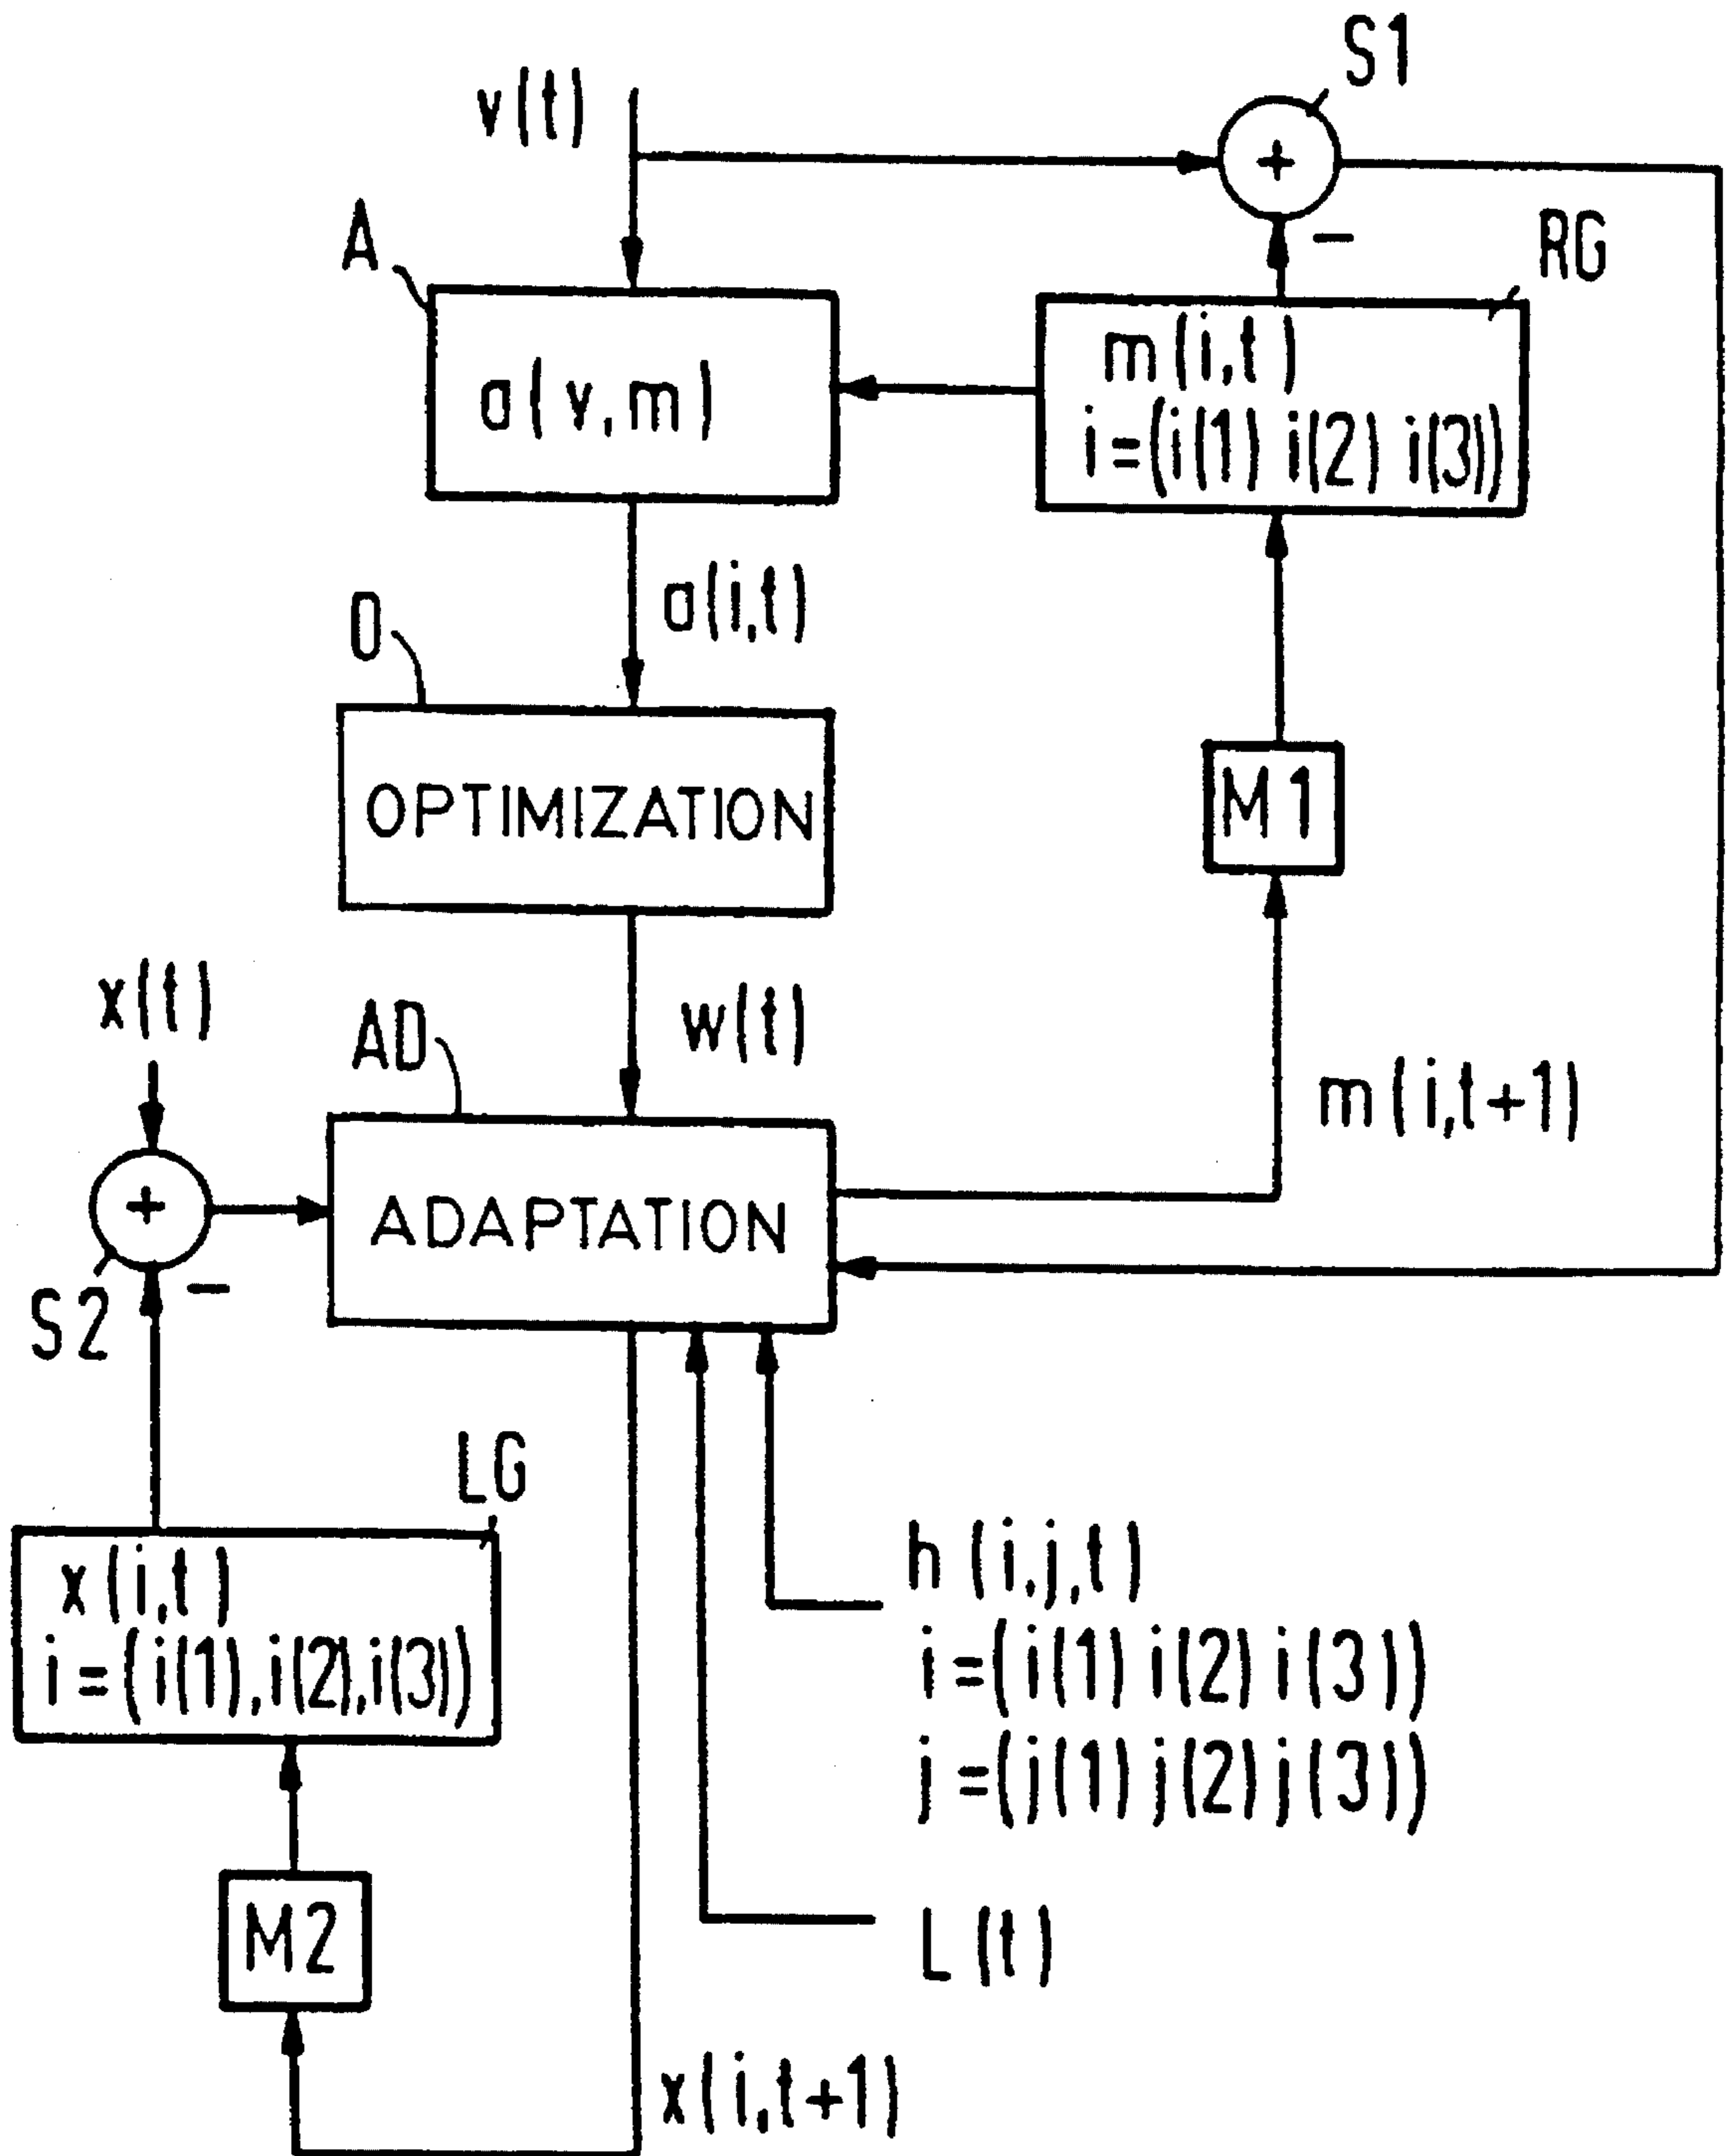 S1
v(t)
+
A
−
RG
a(v,m)
m(i,t)
i=(i(1) i(2) i(3))
a(i,t)
O
OPTIMIZATION
M1
x(t)
AD
w(t)
m(i,t+1)
+
ADAPTATION
−
S2
LG
x(i,t)
i=(i(1),i(2),i(3))
h(i,j,t)
i=(i(1) i(2) i(3))
j=(j(1) j(2) j(3))
M2
L(t)
x(i,t+1)